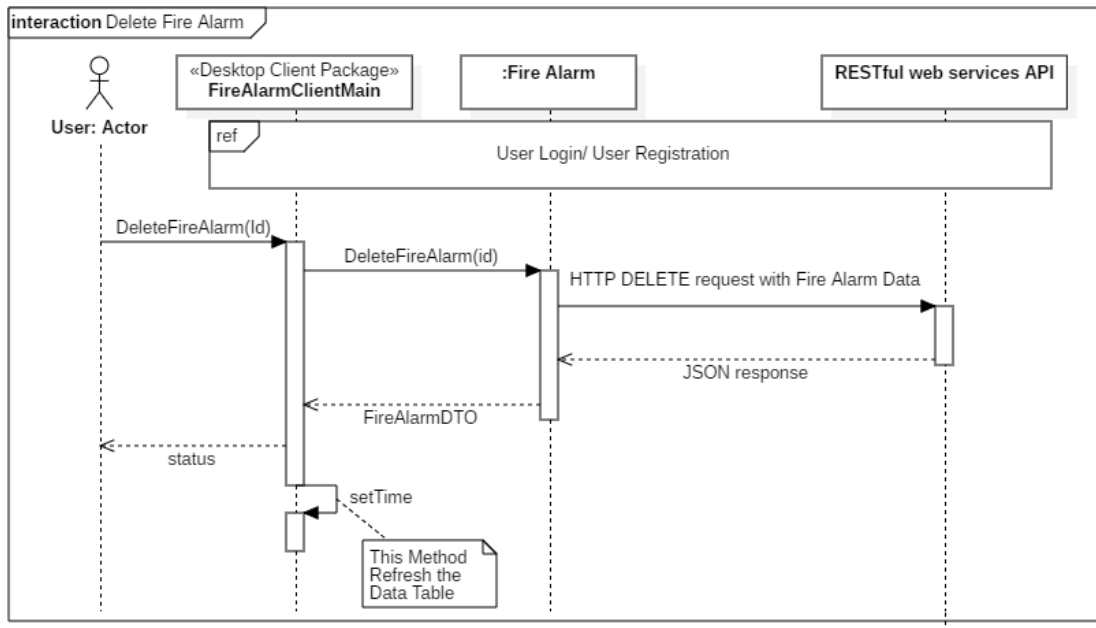 interaction Delete Fire Alarm
«Desktop Client Package»
FireAlarmClientMain
:Fire Alarm
RESTful web services API
User: Actor
ref
User Login/ User Registration
DeleteFireAlarm(Id)
DeleteFireAlarm(id)
HTTP DELETE request with Fire Alarm Data
JSON response
FireAlarmDTO
status
setTime
This Method
Refresh the
Data Table